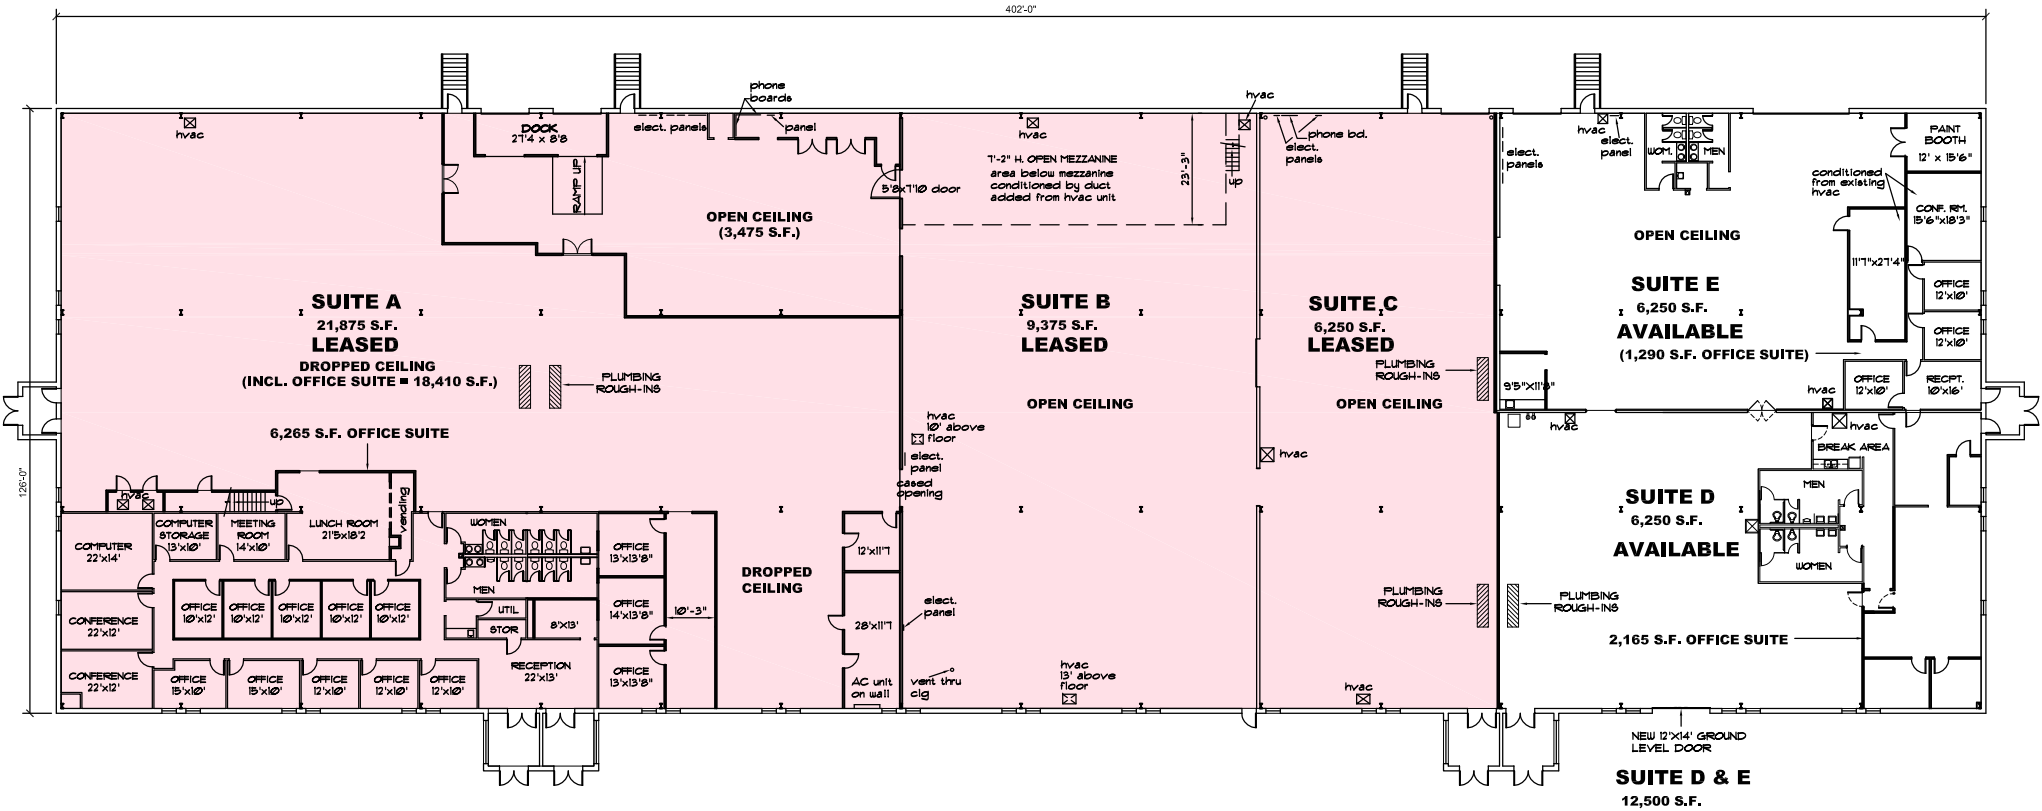 402'-0"
126'-0"
hvac
DOCK
27'4 x 8'8
RAMP UP
elect. panels
phone
boards
panel
5'8x7'10 door
OPEN CEILING
(3,475 S.F.)
SUITE A
21,875 S.F.
LEASED
DROPPED CEILING
(INCL. OFFICE SUITE = 18,410 S.F.)
PLUMBING
ROUGH-INS
6,265 S.F. OFFICE SUITE
hvac
up
vending
COMPUTER
22'x14'
COMPUTER
STORAGE
13'x10'
MEETING
ROOM
14'x10'
LUNCH ROOM
21'5x18'2
WOMEN
MEN
OFFICE
13'x13'8"
CONFERENCE
22'x12'
OFFICE
10'x12'
OFFICE
10'x12'
OFFICE
10'x12'
OFFICE
10'x12'
OFFICE
10'x12'
UTIL
STOR
8'x13'
OFFICE
14'x13'8"
10'-3"
DROPPED
CEILING
12'x11'7
28'x11'7
CONFERENCE
22'x12'
OFFICE
15'x10'
OFFICE
15'x10'
OFFICE
12'x10'
OFFICE
12'x10'
OFFICE
12'x10'
RECEPTION
22'x13'
OFFICE
13'x13'8"
AC unit
on wall
hvac
7'-2" H. OPEN MEZZANINE
area below mezzanine
conditioned by duct
added from hvac unit
23'-3"
hvac
up
SUITE B
9,375 S.F.
LEASED
OPEN CEILING
hvac
10' above
floor
elect.
panel
cased
opening
elect.
panel
vent thru
clg
hvac
13' above
floor
phone bd.
elect.
panels
SUITE C
6,250 S.F.
LEASED
PLUMBING
ROUGH-INS
OPEN CEILING
hvac
PLUMBING
ROUGH-INS
hvac
elect.
panels
hvac
elect.
panel
WOM.
MEN
PAINT
BOOTH
12' x 15'6"
conditioned
from existing
hvac
CONF. RM.
15'6"x18'3"
OPEN CEILING
11'7"x27'4"
SUITE E
6,250 S.F.
AVAILABLE
(1,290 S.F. OFFICE SUITE)
OFFICE
12'x10'
OFFICE
12'x10'
OFFICE
12'x10'
RECPT.
10'x16'
9'5"x11'8"
hvac
hvac
hvac
BREAK AREA
MEN
WOMEN
SUITE D
6,250 S.F.
AVAILABLE
PLUMBING
ROUGH-INS
2,165 S.F. OFFICE SUITE
NEW 12'x14' GROUND
LEVEL DOOR
SUITE D & E
12,500 S.F.